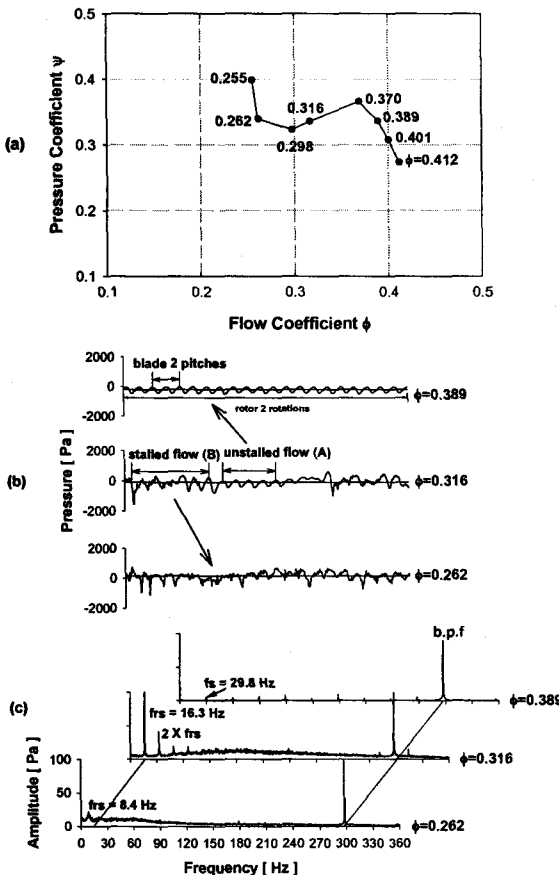 (a)
Pressure Coefficient ψ
0.5
0.4
0.3
0.2
0.1
0.255
0.262
0.298
0.316
0.370
0.389
0.401
ϕ=0.412
0.1
0.2
0.3
0.4
0.5
Flow Coefficient ϕ
(b)
Pressure [ Pa ]
2000
0
-2000
blade 2 pitches
rotor 2 rotations
ϕ=0.389
2000
0
-2000
stalled flow (B)
unstalled flow (A)
ϕ=0.316
2000
0
-2000
ϕ=0.262
(c)
b.p.f
fs = 29.8 Hz
ϕ=0.389
frs = 16.3 Hz
2 X frs
ϕ=0.316
Amplitude [ Pa ]
100
50
0
frs = 8.4 Hz
ϕ=0.262
0 30 60 90 120 150 180 210 240 270 300 330 360
Frequency [ Hz ]